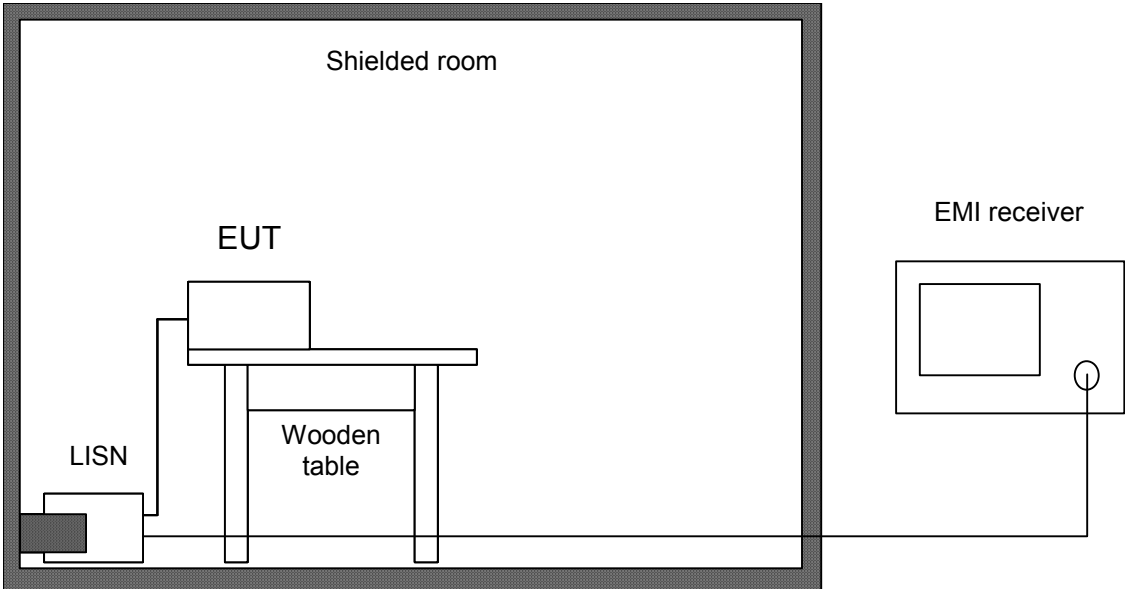 Shielded room
EMI receiver
EUT
Wooden
table
LISN